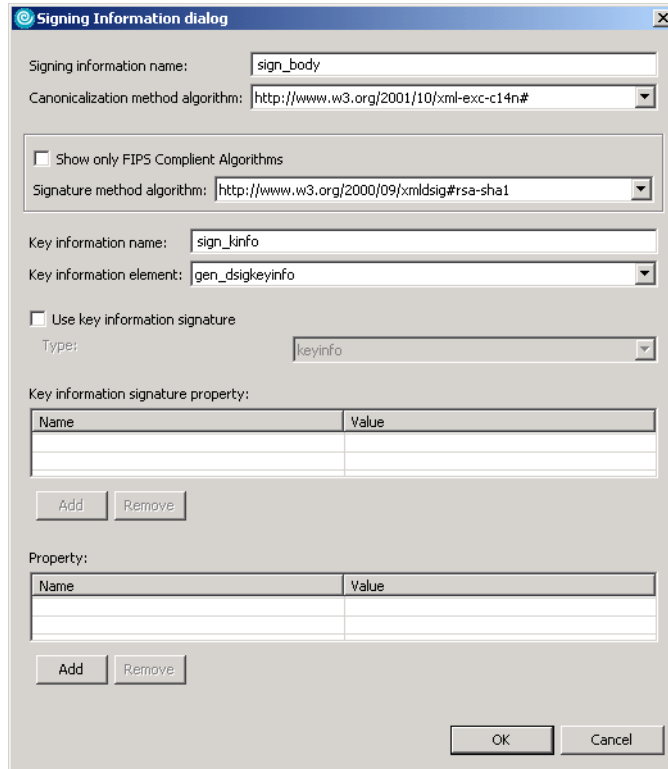 Signing Information dialog
Signing information name: sign_body
Canonicalization method algorithm: http://www.w3.org/2001/10/xml-exc-c14n#
Show only FIPS Complient Algorithms
Signature method algorithm: http://www.w3.org/2000/09/xmldsig#rsa-sha1
Key information name: sign_kinfo
Key information element: gen_dsigkeyinfo
Use key information signature
Type: keyinfo
Key information signature property:
Name Value
Add Remove
Property:
Name Value
Add Remove
OK Cancel